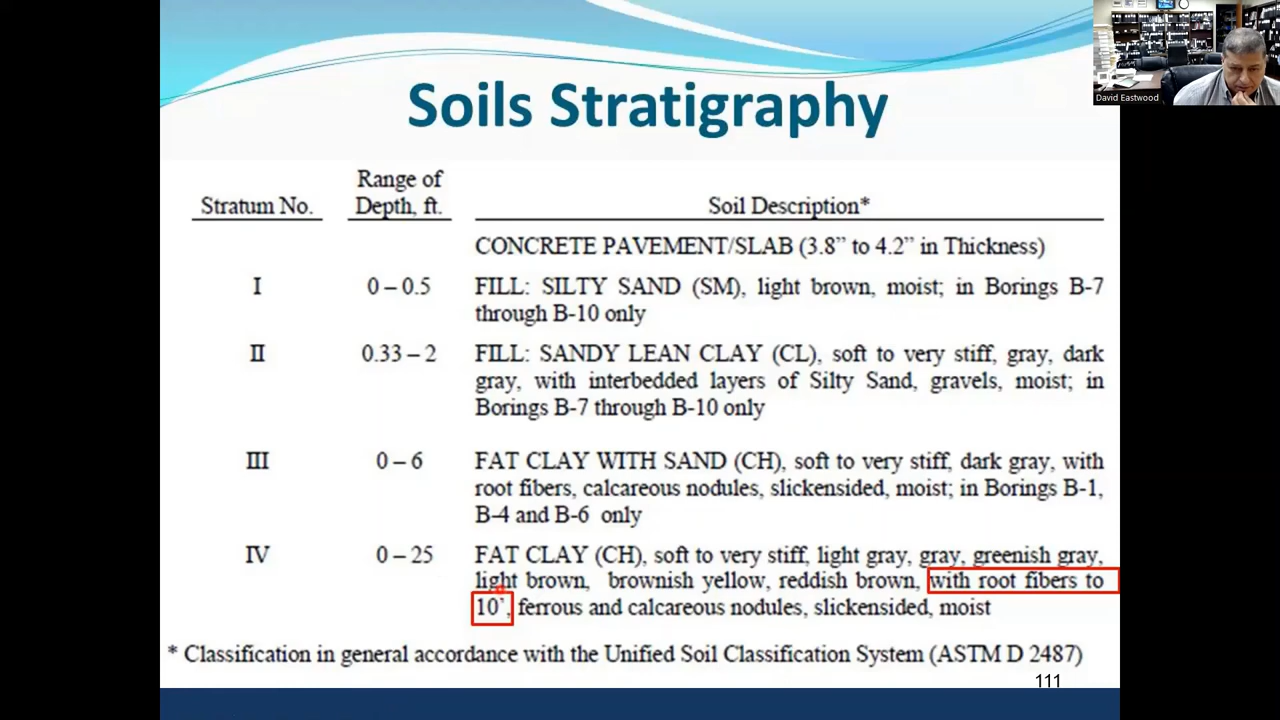 David Eastwood
Soils Stratigraphy
Range of
Stratum No. Depth, ft. Soil Description*
CONCRETE PAVEMENT/SLAB (3.8” to 4.2” in Thickness)
I 0 – 0.5 FILL: SILTY SAND (SM), light brown, moist; in Borings B-7
through B-10 only
II 0.33 – 2 FILL: SANDY LEAN CLAY (CL), soft to very stiff, gray, dark
gray, with interbedded layers of Silty Sand, gravels, moist; in
Borings B-7 through B-10 only
III 0 – 6 FAT CLAY WITH SAND (CH), soft to very stiff, dark gray, with
root fibers, calcareous nodules, slickensided, moist; in Borings B-1,
B-4 and B-6 only
IV 0 – 25 FAT CLAY (CH), soft to very stiff, light gray, gray, greenish gray,
light brown, brownish yellow, reddish brown, with root fibers to
10’, ferrous and calcareous nodules, slickensided, moist
* Classification in general accordance with the Unified Soil Classification System (ASTM D 2487)
111